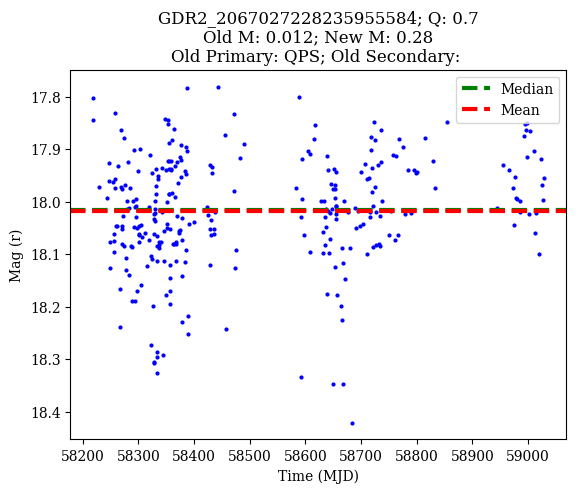 GDR2_2067027228235955584; Q: 0.7
Old M: 0.012; New M: 0.28
Old Primary: QPS; Old Secondary:
Median
Mean
17.8
17.9
18.0
18.1
18.2
18.3
18.4
Mag (r)
58200 58300 58400 58500 58600 58700 58800 58900 59000
Time (MJD)